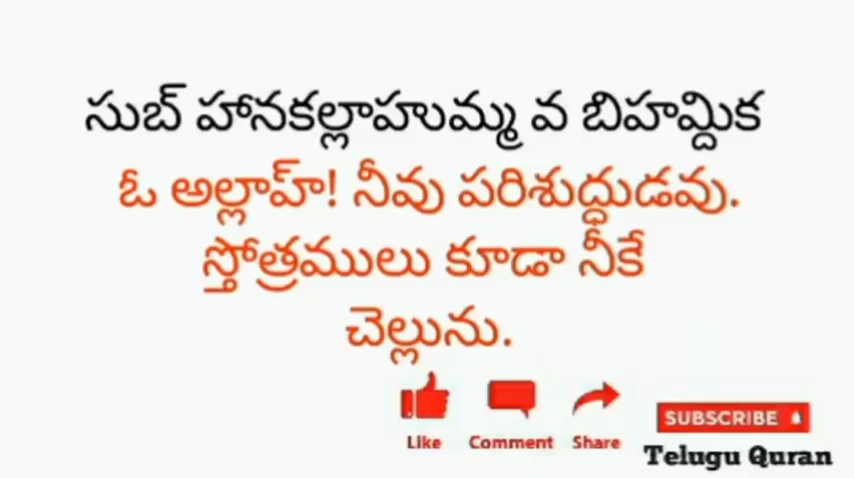 సుబ్ హానకల్లాహుమ్మ వ బిహమ్దిక
ఓ అల్లాహ్! నీవు పరిశుద్ధుడవు.
స్తోత్రములు కూడా నీకే
చెల్లును.
Like Comment Share
SUBSCRIBE
Telugu Quran